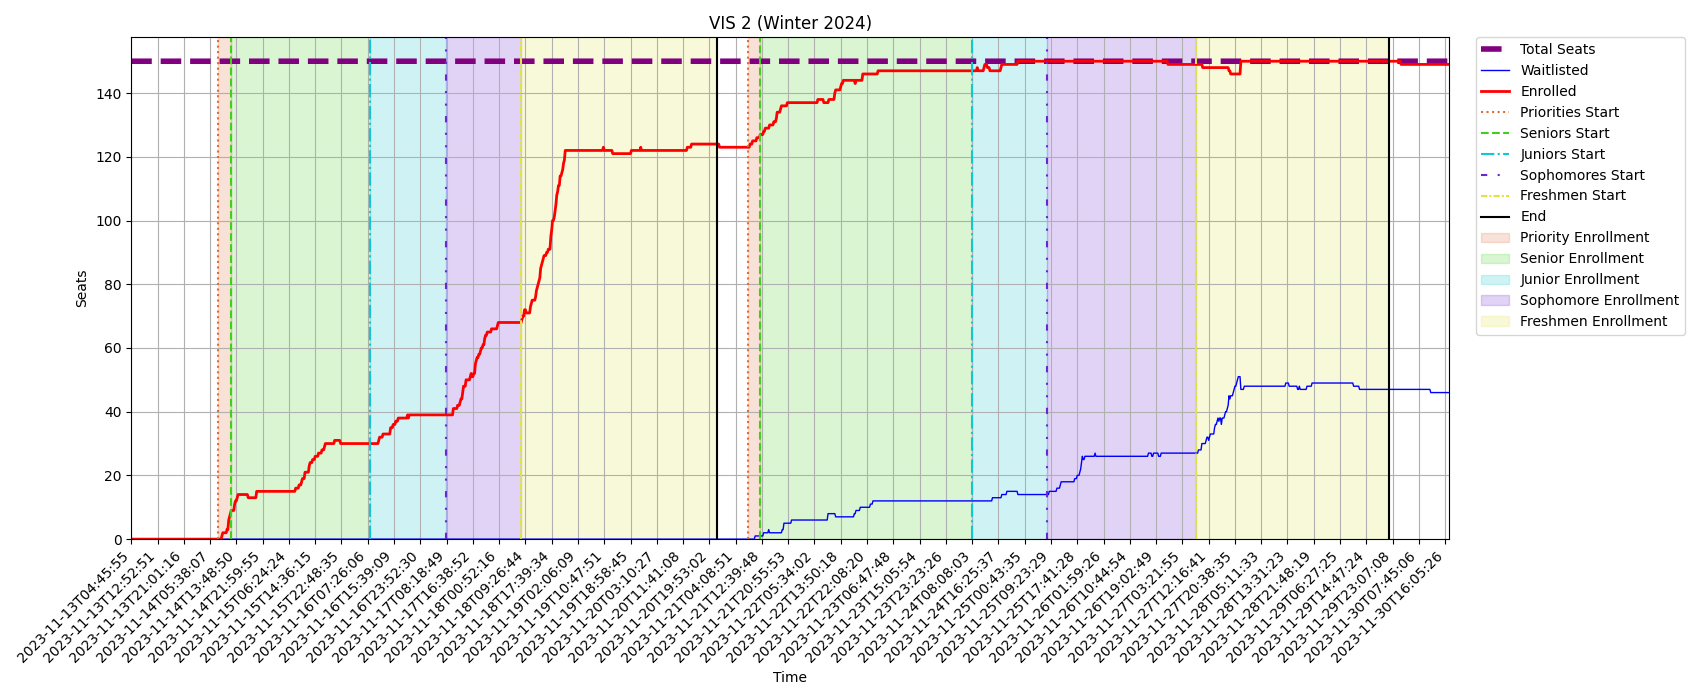 VIS 2 (Winter 2024)
Seats
140
120
100
80
60
40
20
0
2023-11-13T04:45:55
2023-11-13T12:52:51
2023-11-13T21:01:16
2023-11-14T05:38:07
2023-11-14T13:48:50
2023-11-14T21:59:55
2023-11-15T06:24:24
2023-11-15T14:36:15
2023-11-15T22:48:35
2023-11-16T07:26:06
2023-11-16T15:39:09
2023-11-16T23:52:30
2023-11-17T08:18:49
2023-11-17T16:38:52
2023-11-18T00:52:16
2023-11-18T09:26:44
2023-11-18T17:39:34
2023-11-19T02:06:09
2023-11-19T10:47:51
2023-11-19T18:58:45
2023-11-20T03:10:27
2023-11-20T11:41:08
2023-11-20T19:53:02
2023-11-21T04:08:51
2023-11-21T12:39:48
2023-11-21T20:55:53
2023-11-22T05:34:02
2023-11-22T13:50:18
2023-11-22T22:08:20
2023-11-23T06:47:48
2023-11-23T15:05:54
2023-11-23T23:23:26
2023-11-24T08:08:03
2023-11-24T16:25:37
2023-11-25T00:43:35
2023-11-25T09:23:29
2023-11-25T17:41:28
2023-11-26T01:59:26
2023-11-26T10:44:54
2023-11-26T19:02:49
2023-11-27T03:21:55
2023-11-27T12:16:41
2023-11-27T20:38:35
2023-11-28T05:11:33
2023-11-28T13:31:23
2023-11-28T21:48:19
2023-11-29T06:27:25
2023-11-29T14:47:24
2023-11-29T23:07:08
2023-11-30T07:45:06
2023-11-30T16:05:26
Time
Total Seats
Waitlisted
Enrolled
Priorities Start
Seniors Start
Juniors Start
Sophomores Start
Freshmen Start
End
Priority Enrollment
Senior Enrollment
Junior Enrollment
Sophomore Enrollment
Freshmen Enrollment